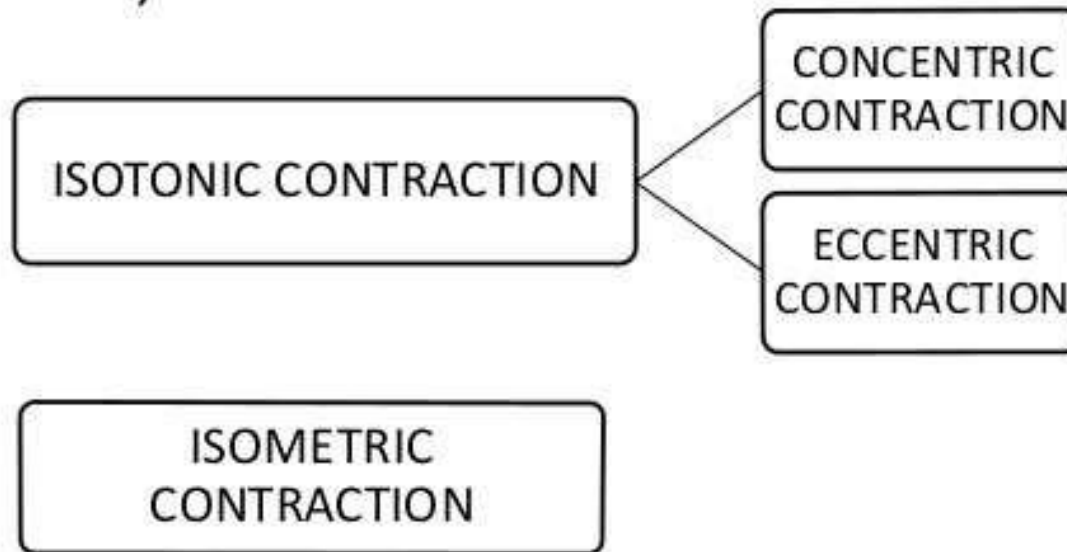 CONCENTRIC
CONTRACTION
ISOTONIC CONTRACTION
ECCENTRIC
CONTRACTION
ISOMETRIC
CONTRACTION